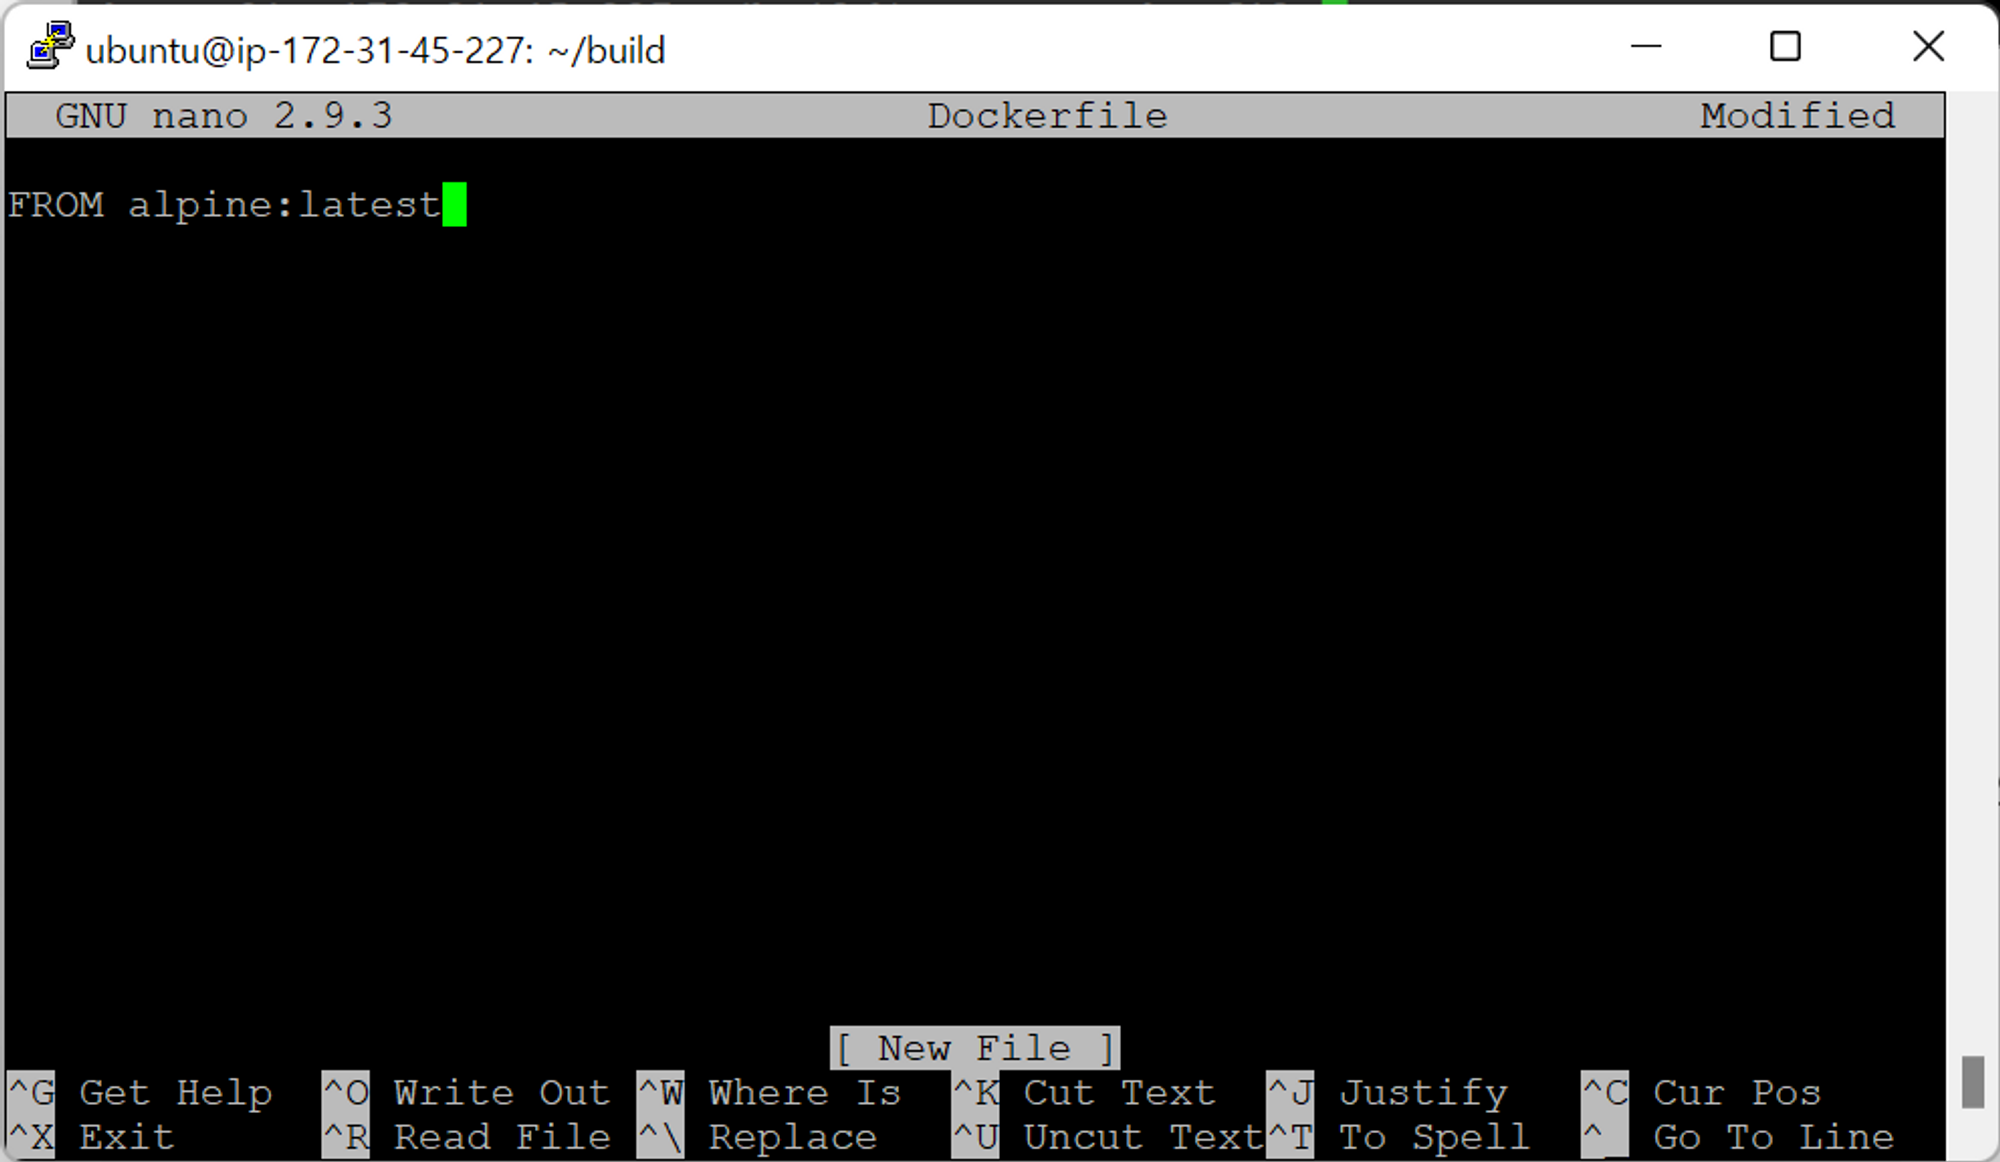 ubuntu@ip-172-31-45-227: ~/build
GNU nano 2.9.3 Dockerfile Modified
FROM alpine:latest
[ New File ]
^G Get Help ^O Write Out ^W Where Is ^K Cut Text ^J Justify ^C Cur Pos
^X Exit ^R Read File ^\ Replace ^U Uncut Text^T To Spell ^_ Go To Line